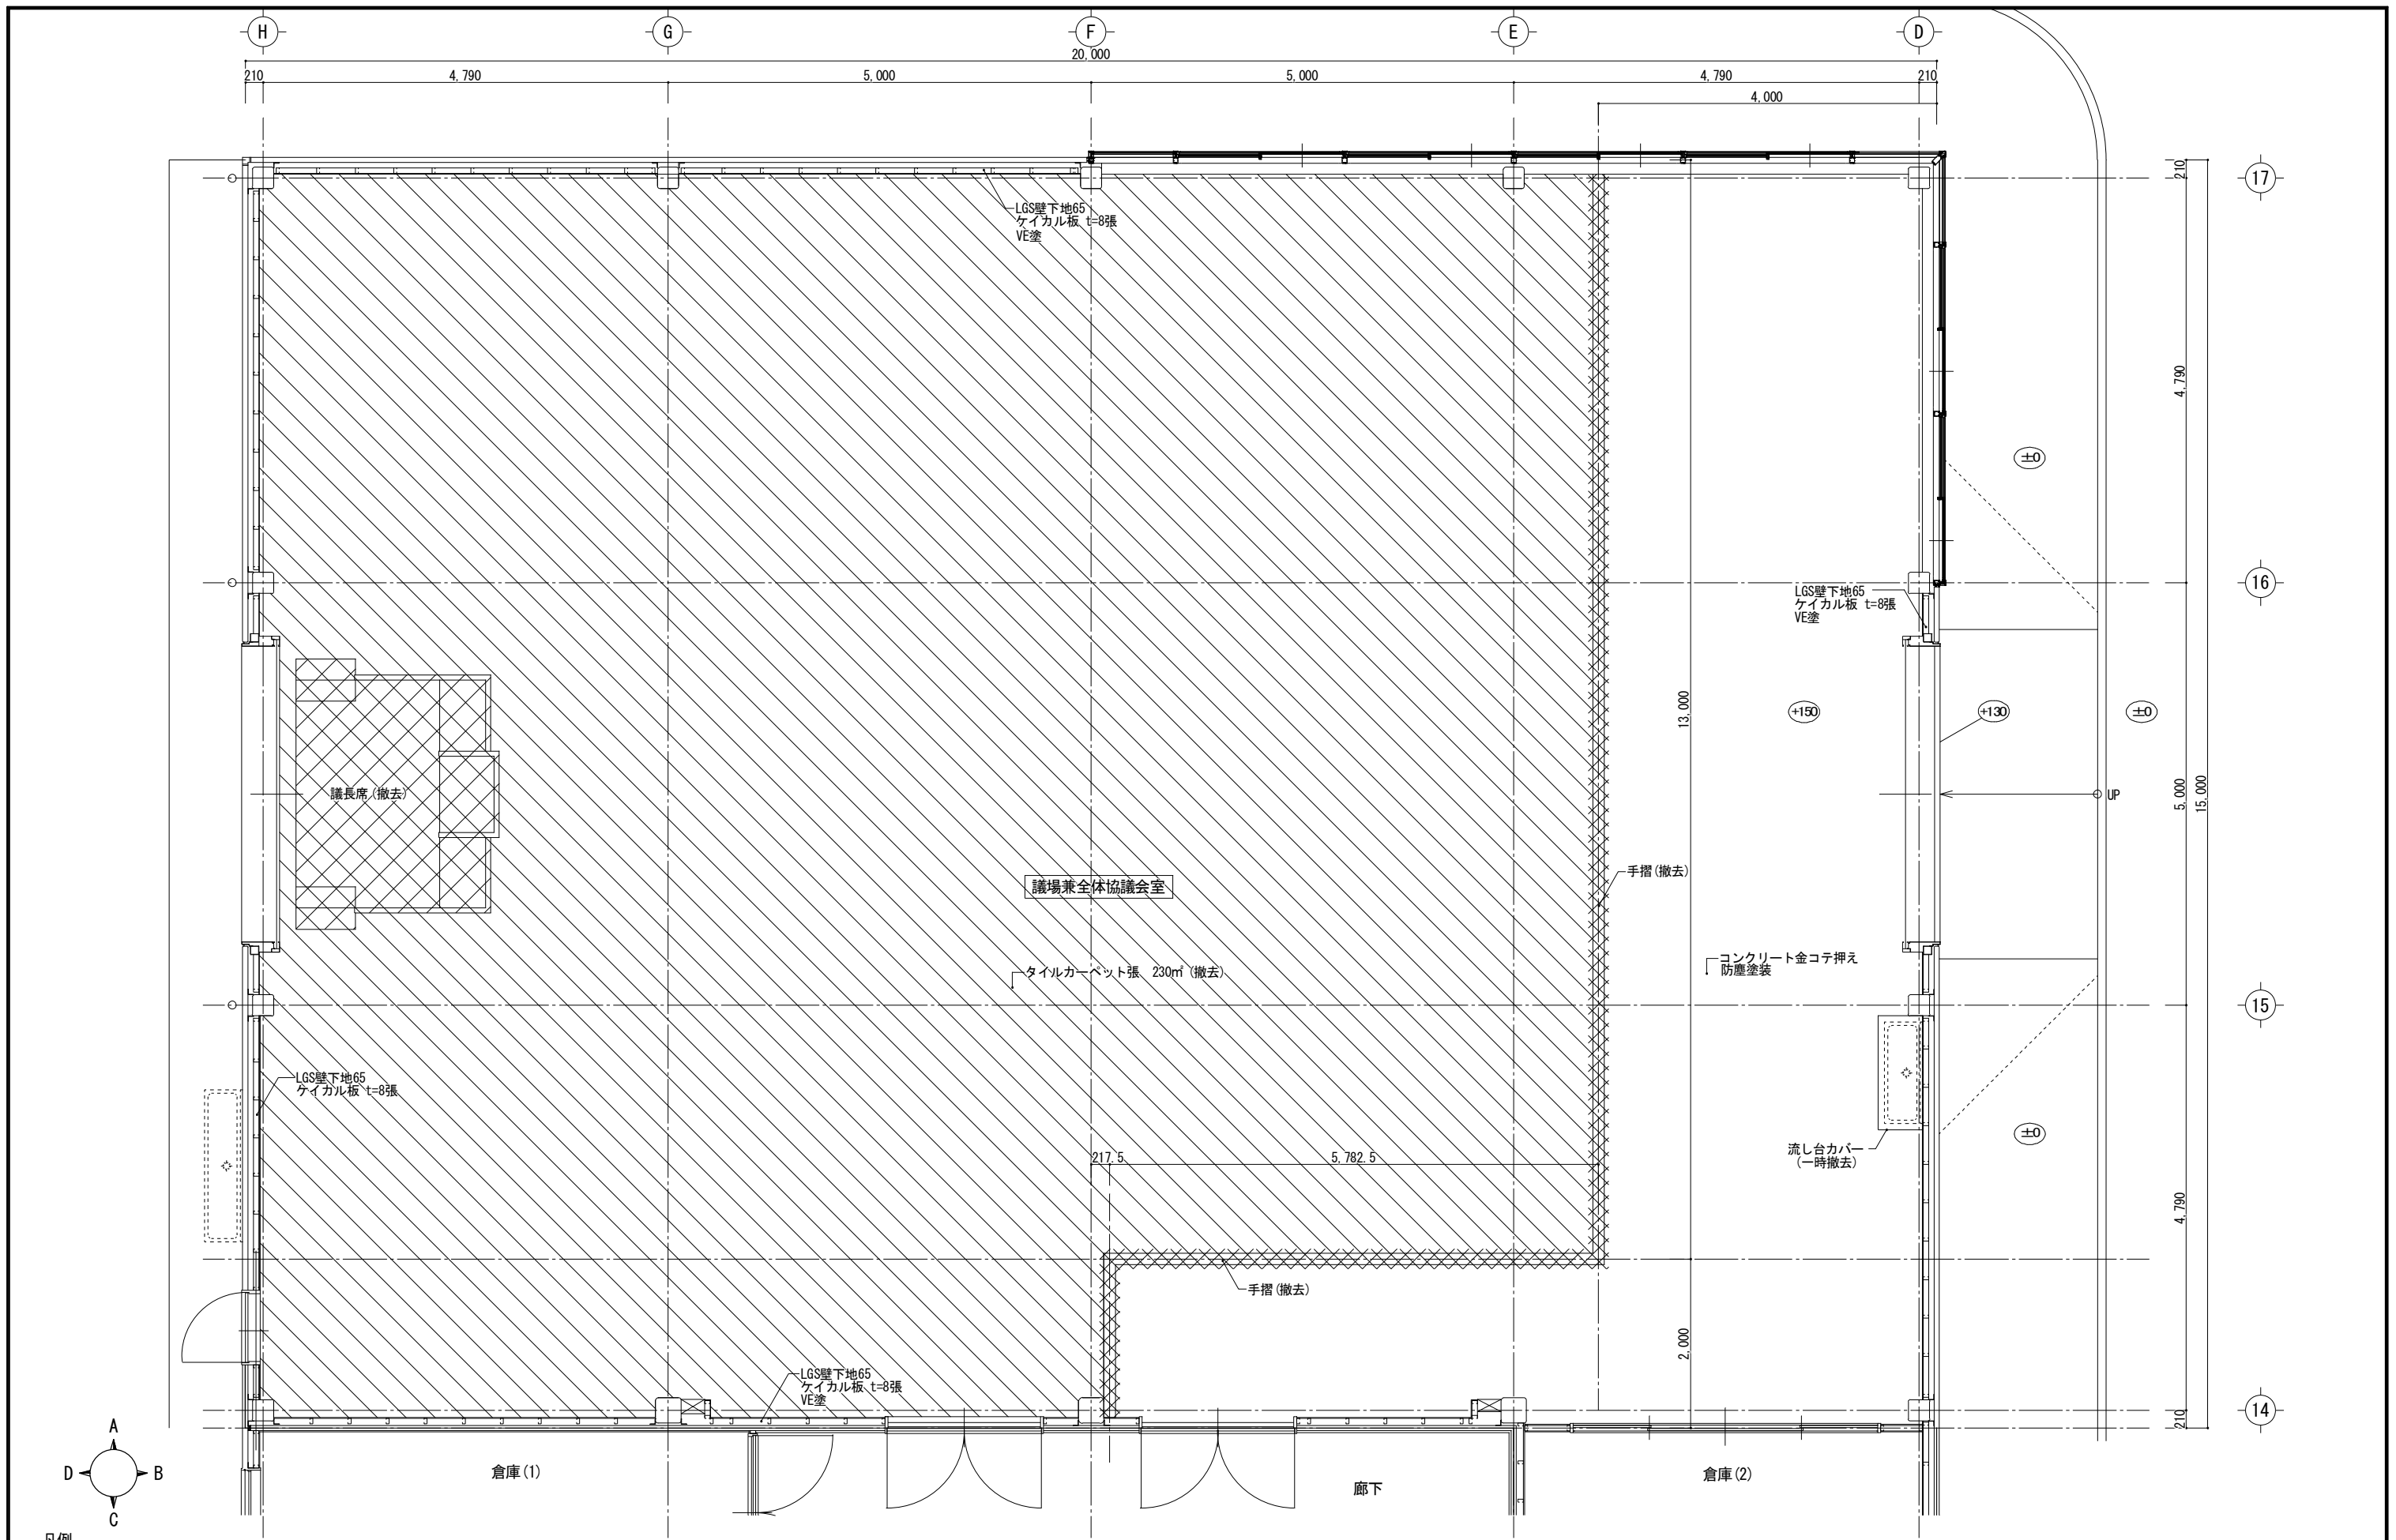 H
G
F
E
D
20,000
210
4,790
5,000
5,000
4,790
210
4,000
17
210
LGS壁下地65
ケイカル板 t=8張
VE塗
4,790
±0
16
LGS壁下地65
ケイカル板 t=8張
VE塗
13,000
+150
+130
±0
議長席(撤去)
5,000
15,000
UP
手摺(撤去)
議場兼全体協議会室
タイルカーペット張 230㎡(撤去)
コンクリート金コテ押え
防塵塗装
15
LGS壁下地65
ケイカル板 t=8張
流し台カバー
(一時撤去)
±0
217.5
5,782.5
4,790
手摺(撤去)
2,000
LGS壁下地65
ケイカル板 t=8張
VE塗
14
210
A
D
B
C
倉庫(1)
廊下
倉庫(2)
凡例